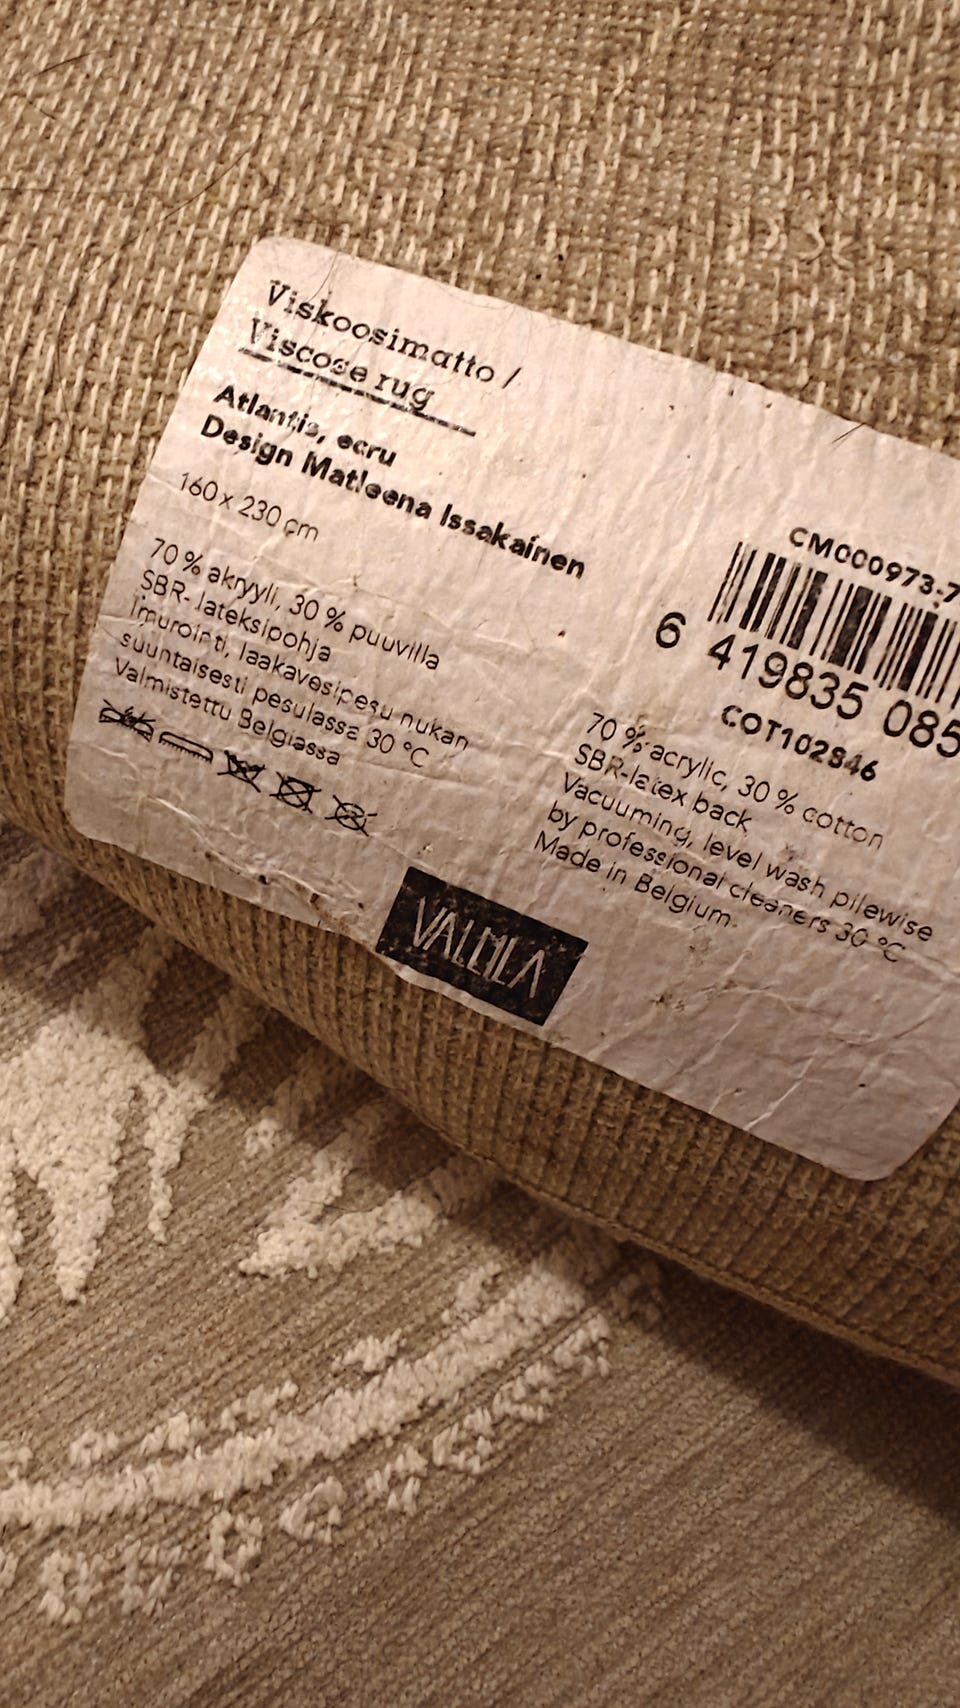 Viskoosimatto /
Viscose rug
Atlantis, ecru
Design Matleena Issakainen
160 x 230 cm
70 % akryyli, 30 % puuvilla
SBR- lateksipohja
Imurointi, laakavesipesu nukan
suuntaisesti pesulassa 30 °C
Valmistettu Belgiassa
CM000973-7
6 419835 085
COT102846
70 % acrylic, 30 % cotton
SBR-latex back
Vacuuming, level wash pilewise
by professional cleaners 30 °C
Made in Belgium.
VALLILA